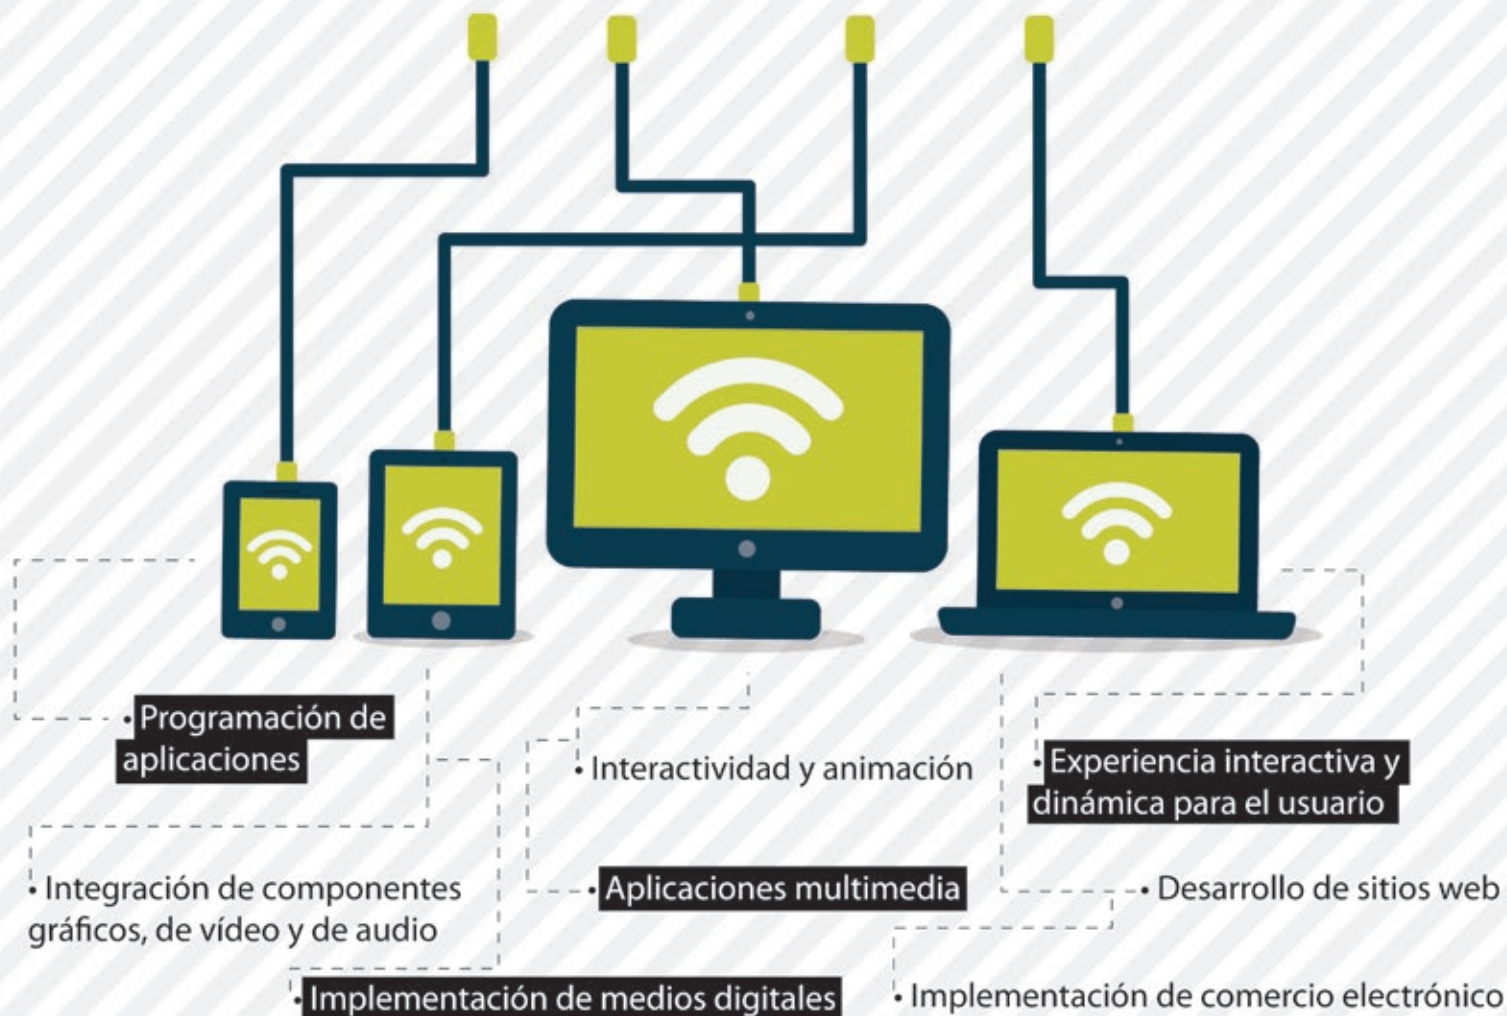 • Programación de
aplicaciones
• Interactividad y animación
• Experiencia interactiva y
dinámica para el usuario
• Integración de componentes
gráficos, de vídeo y de audio
• Aplicaciones multimedia
• Desarrollo de sitios web
• Implementación de medios digitales
• Implementación de comercio electrónico